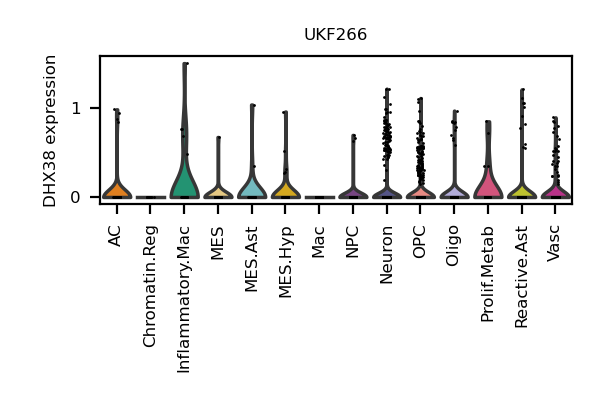 UKF266
DHX38 expression
1
0
AC
Chromatin.Reg
Inflammatory.Mac
MES
MES.Ast
MES.Hyp
Mac
NPC
Neuron
OPC
Oligo
Prolif.Metab
Reactive.Ast
Vasc